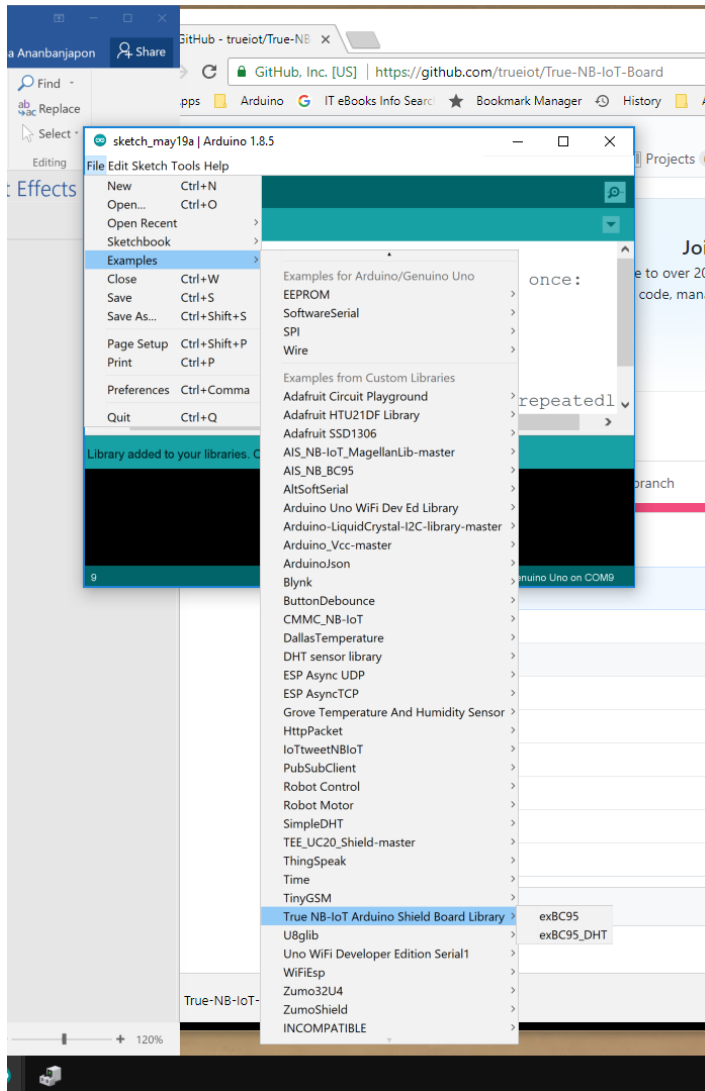 a Ananbanjapon
Share
Find
Replace
Select
Editing
Effects
GitHub - trueiot/True-NB
GitHub, Inc. [US] | https://github.com/trueiot/True-NB-IoT-Board
Arduino
IT eBooks Info Searc
Bookmark Manager
History
Projects
sketch_may19a | Arduino 1.8.5
File Edit Sketch Tools Help
New Ctrl+N
Open... Ctrl+O
Open Recent
Sketchbook
Examples
Close Ctrl+W
Save Ctrl+S
Save As... Ctrl+Shift+S
Page Setup Ctrl+Shift+P
Print Ctrl+P
Preferences Ctrl+Comma
Quit Ctrl+Q
Library added to your libraries. C
9
once:
repeatedl
enuino Uno on COM9
Examples for Arduino/Genuino Uno
EEPROM
SoftwareSerial
SPI
Wire
Examples from Custom Libraries
Adafruit Circuit Playground
Adafruit HTU21DF Library
Adafruit SSD1306
AIS_NB-IoT_MagellanLib-master
AIS_NB_BC95
AltSoftSerial
Arduino Uno WiFi Dev Ed Library
Arduino-LiquidCrystal-I2C-library-master
Arduino_Vcc-master
ArduinoJson
Blynk
ButtonDebounce
CMMC_NB-IoT
DallasTemperature
DHT sensor library
ESP Async UDP
ESP AsyncTCP
Grove Temperature And Humidity Sensor
HttpPacket
IoTtweetNBIoT
PubSubClient
Robot Control
Robot Motor
SimpleDHT
TEE_UC20_Shield-master
ThingSpeak
Time
TinyGSM
True NB-IoT Arduino Shield Board Library
U8glib
Uno WiFi Developer Edition Serial1
WiFiEsp
Zumo32U4
ZumoShield
INCOMPATIBLE
exBC95
exBC95_DHT
Joi
e to over 20
code, mana
branch
True-NB-IoT-
120%